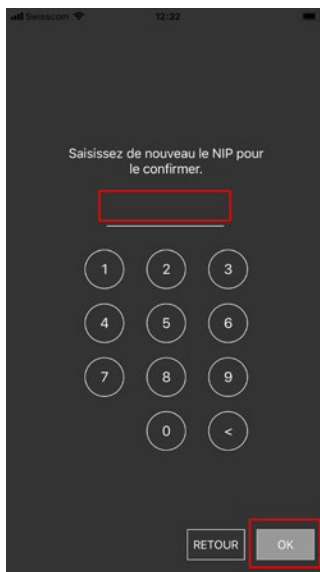 Swisscom 12:32
Saisissez de nouveau le NIP pour
le confirmer.
1 2 3
4 5 6
7 8 9
0 <
RETOUR OK